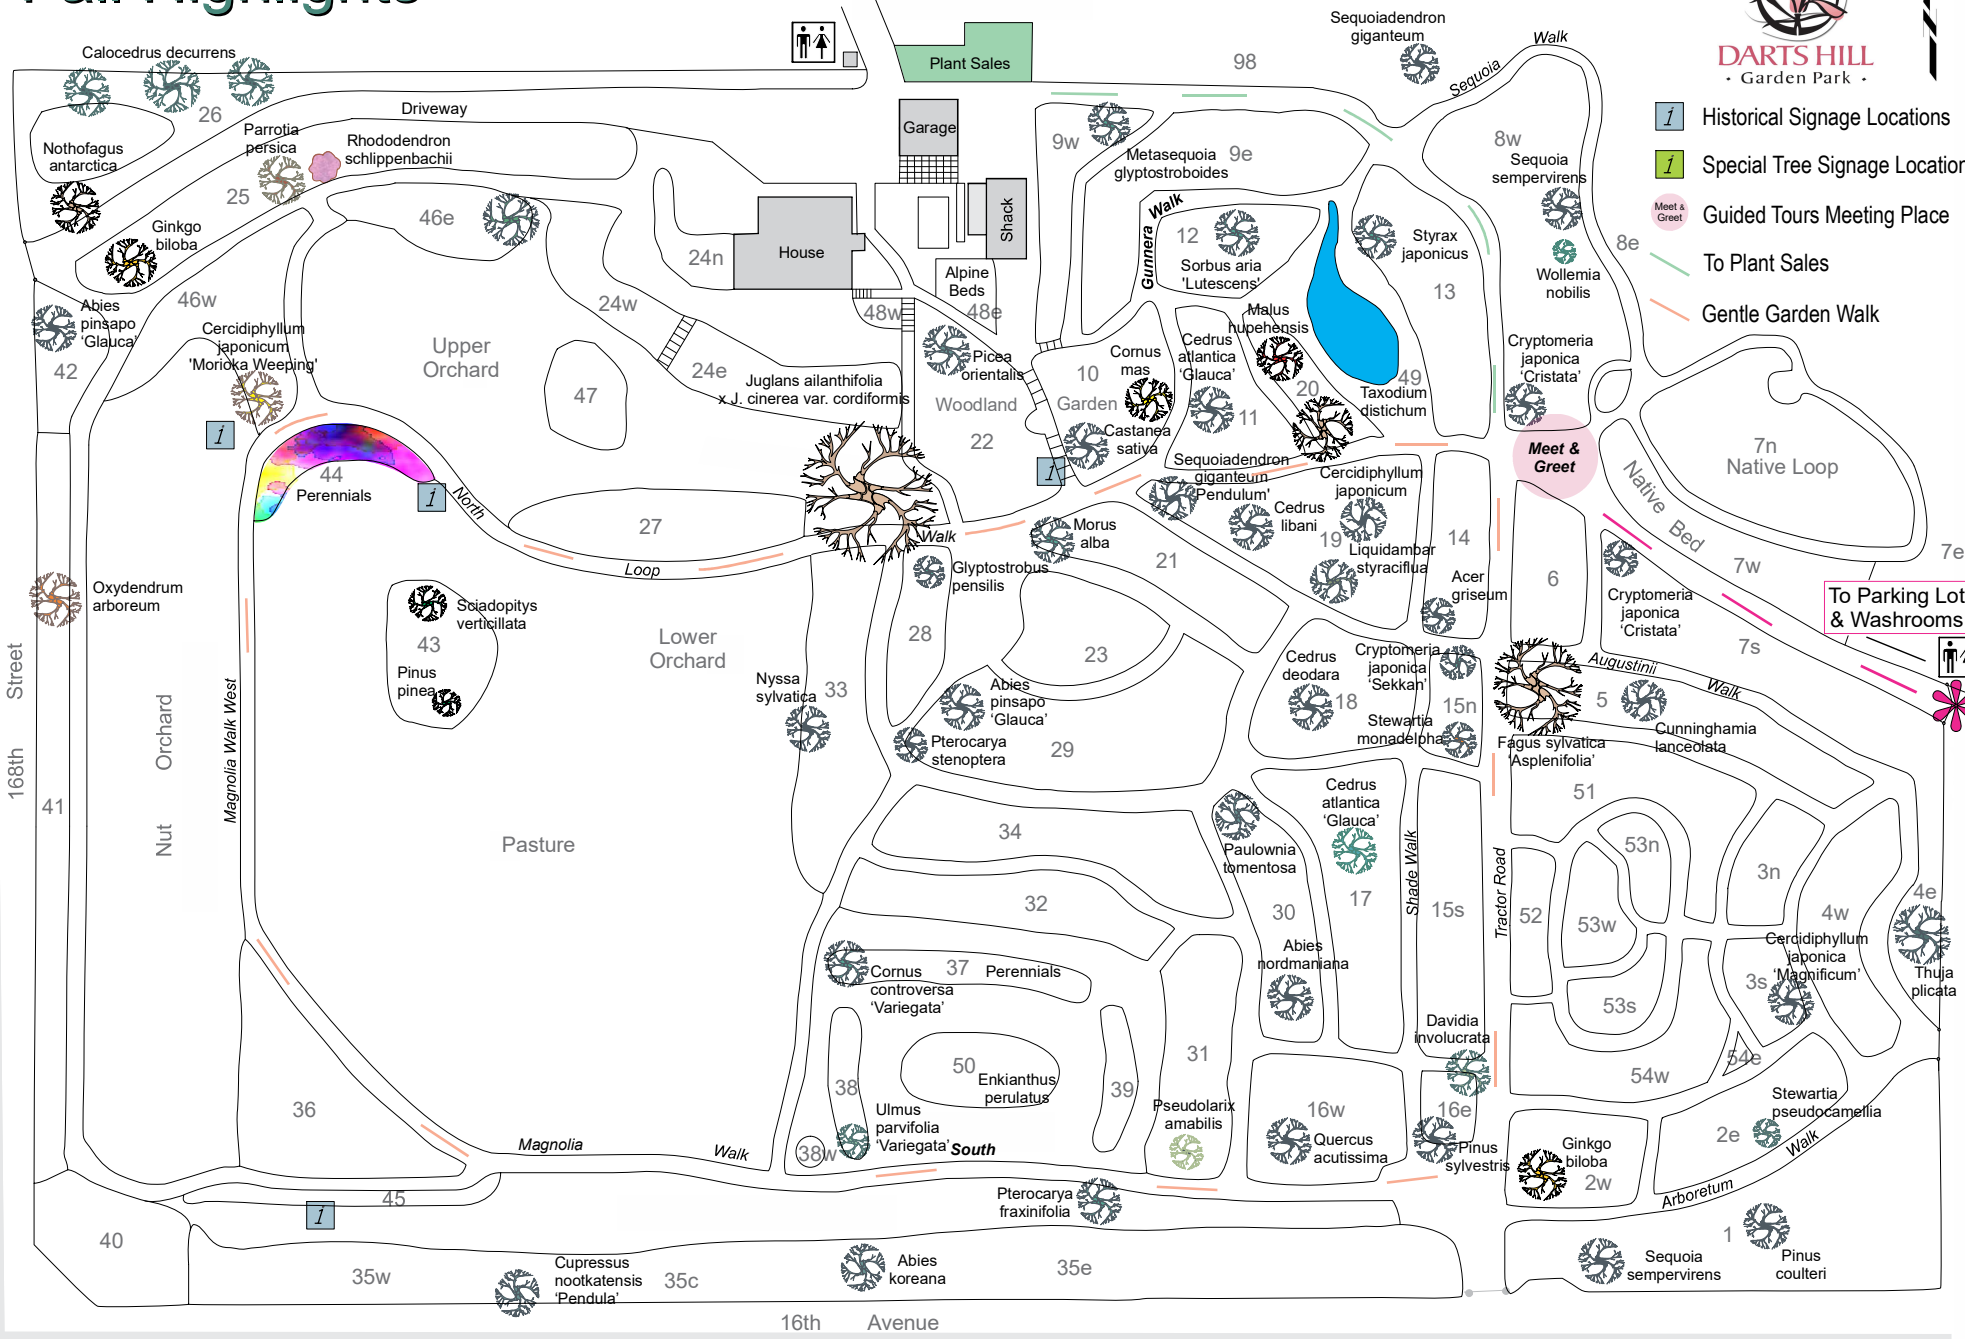 Fall Highlights
DARTS HILL
· Garden Park ·
i Historical Signage Locations
i Special Tree Signage Location
Meet &
Greet
Guided Tours Meeting Place
To Plant Sales
Gentle Garden Walk
Calocedrus decurrens
26
Nothofagus
antarctica
Parrotia
persica
Rhododendron
schlippenbachii
Driveway
25
Ginkgo
biloba
46e
46w
Abies
pinsapo
'Glauca'
42
Cercidiphyllum
japonicum
'Morioka Weeping'
Upper
Orchard
47
24w
24n
24e
House
Garage
Shack
Plant Sales
Alpine
Beds
48w
48e
Picea
orientalis
Woodland
22
Juglans ailanthifolia
x J. cinerea var. cordiformis
98
Sequoiadendron
giganteum
Sequoia
Walk
9w
Metasequoia
glyptostroboides
9e
Gunnera
Walk
12
Sorbus aria
'Lutescens'
Styrax
japonicus
13
8w
Sequoia
sempervirens
Wollemia
nobilis
8e
Malus
hupehensis
Cedrus
atlantica
'Glauca'
Cornus
mas
10
Garden
11
20
49
Taxodium
distichum
Castanea
sativa
i
Cryptomeria
japonica
'Cristata'
Meet &
Greet
7n
Native Loop
Native
Bed
7w
7e
7s
To Parking Lot
& Washrooms
i
44
Perennials
i
North
Loop
Walk
27
Sequoiadendron
giganteum
'Pendulum'
Cercidiphyllum
japonicum
Cedrus
libani
19
Liquidambar
styraciflua
14
Acer
griseum
6
Cryptomeria
japonica
'Cristata'
Morus
alba
21
Glyptostrobus
pensilis
Oxydendrum
arboreum
Sciadopitys
verticillata
43
Pinus
pinea
Lower
Orchard
28
23
Nyssa
sylvatica
33
Abies
pinsapo
'Glauca'
Pterocarya
stenoptera
29
Cedrus
deodara
18
Cryptomeria
japonica
'Sekkan'
15n
Stewartia
monadelpha
Augustinii
Walk
5
Cunninghamia
lanceolata
Fagus sylvatica
'Asplenifolia'
51
168th Street
41
Nut Orchard
Magnolia Walk West
Pasture
34
32
Paulownia
tomentosa
Cedrus
atlantica
'Glauca'
17
30
Abies
nordmaniana
Shade Walk
15s
Tractor Road
52
53n
53w
53s
3n
3s
4w
4e
Cercidiphyllum
japonica
'Magnificum'
Thuja
plicata
Cornus
controversa
'Variegata'
37
Perennials
38
50
Enkianthus
perulatus
39
31
Davidia
involucrata
54w
54e
36
Ulmus
parvifolia
'Variegata'
38w
South
Magnolia
Walk
Pseudolarix
amabilis
16w
Quercus
acutissima
16e
Pinus
sylvestris
Ginkgo
biloba
2w
2e
Stewartia
pseudocamellia
Arboretum
Walk
45
i
Pterocarya
fraxinifolia
40
35w
Cupressus
nootkatensis
'Pendula'
35c
Abies
koreana
35e
1
Sequoia
sempervirens
Pinus
coulteri
16th Avenue